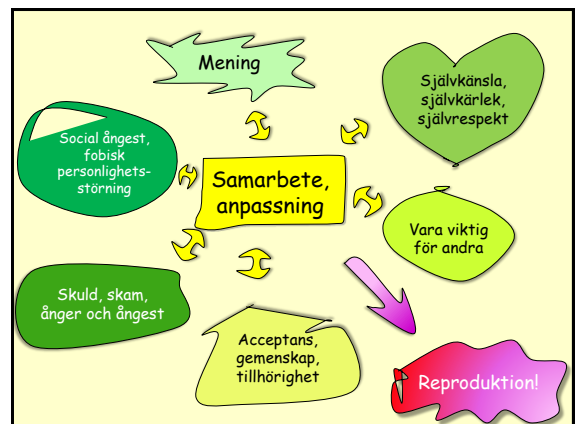 Mening
Självkänsla,
självkärlek,
självrespekt
Social ångest,
fobisk
personlighets-
störning
Samarbete,
anpassning
Vara viktig
för andra
Skuld, skam,
ånger och ångest
Acceptans,
gemenskap,
tillhörighet
Reproduktion!